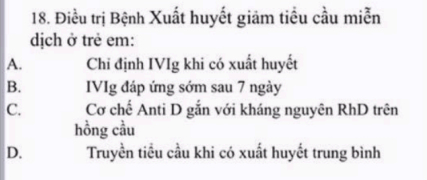 18. Điều trị Bệnh Xuất huyết giảm tiểu cầu miễn
dịch ở trẻ em:
A. Chỉ định IVIg khi có xuất huyết
B. IVIg đáp ứng sớm sau 7 ngày
C. Cơ chế Anti D gắn với kháng nguyên RhD trên
hồng cầu
D. Truyền tiểu cầu khi có xuất huyết trung bình